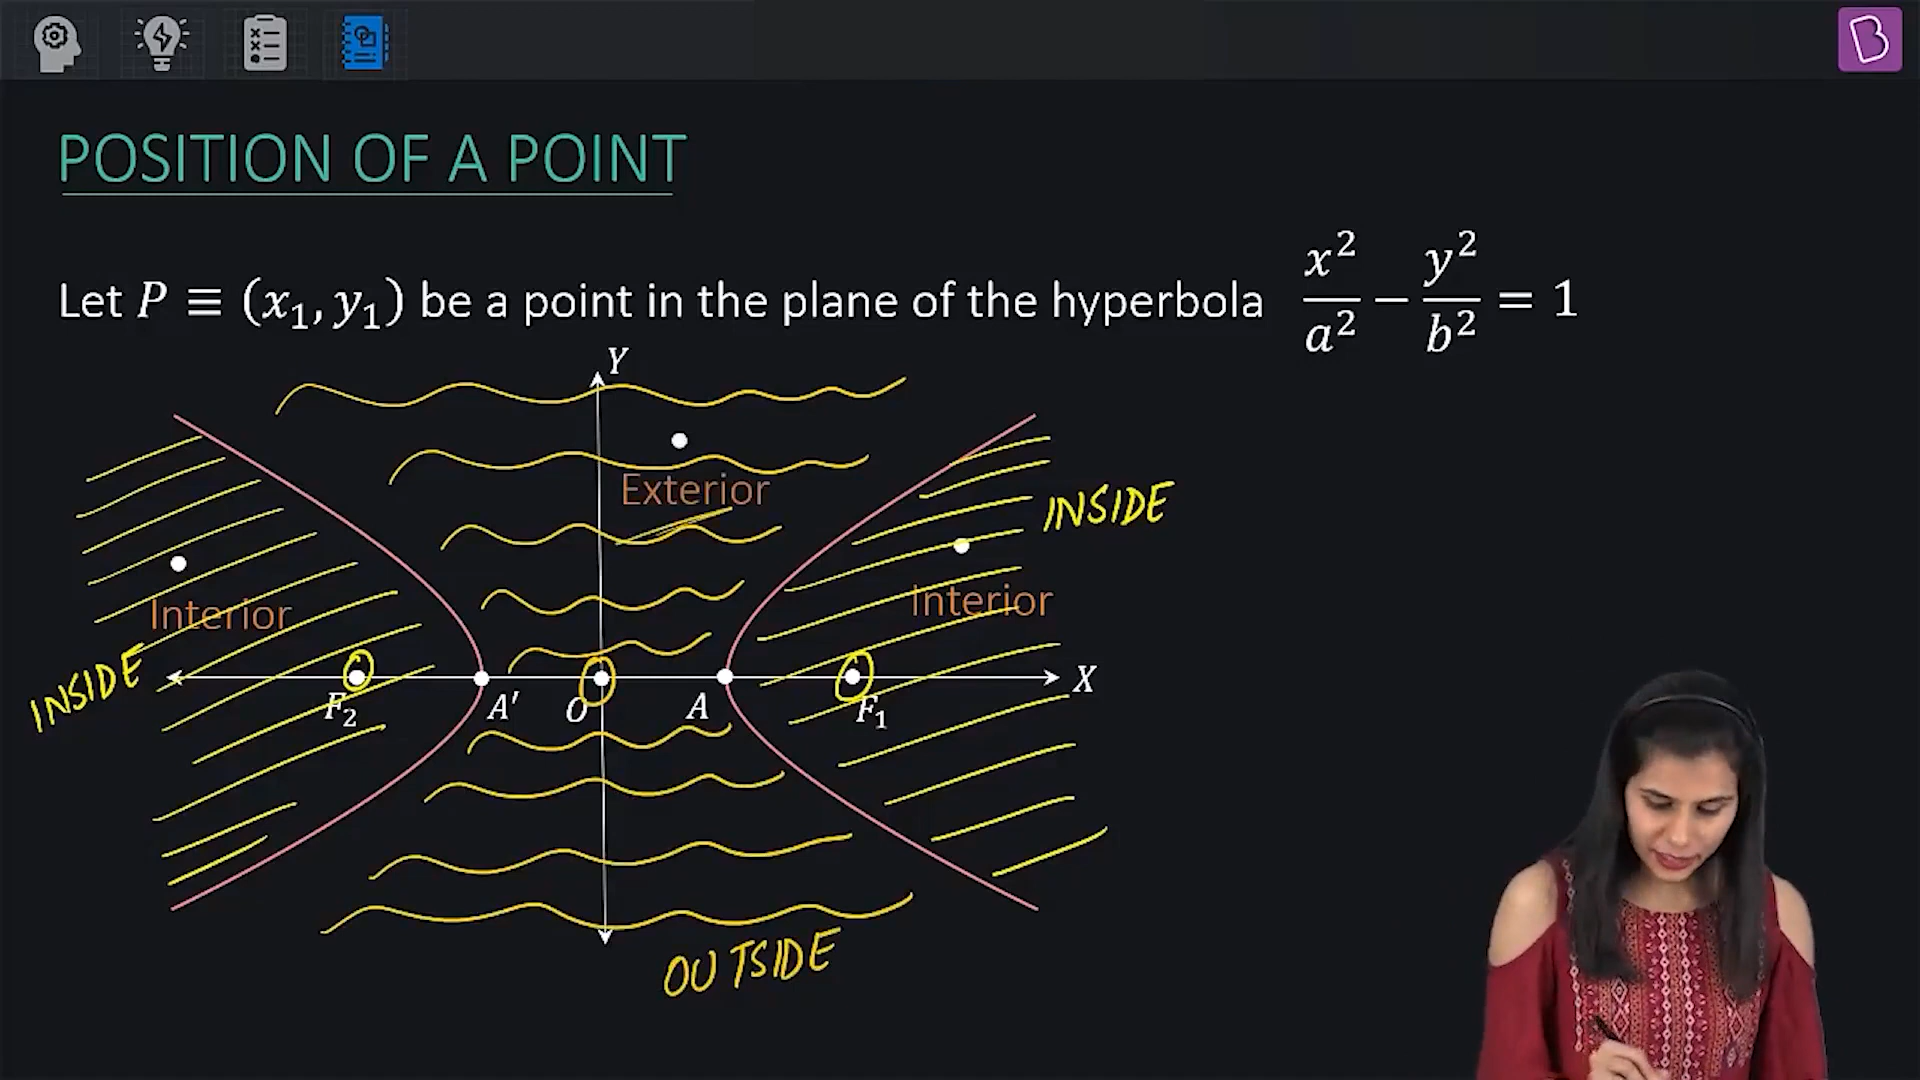 POSITION OF A POINT
Let P ≡ (x₁, y₁) be a point in the plane of the hyperbola x²/a² − y²/b² = 1
Y
Exterior
INSIDE
Interior
Interior
INSIDE
F₂
A′
O
A
F₁
X
OUTSIDE
B